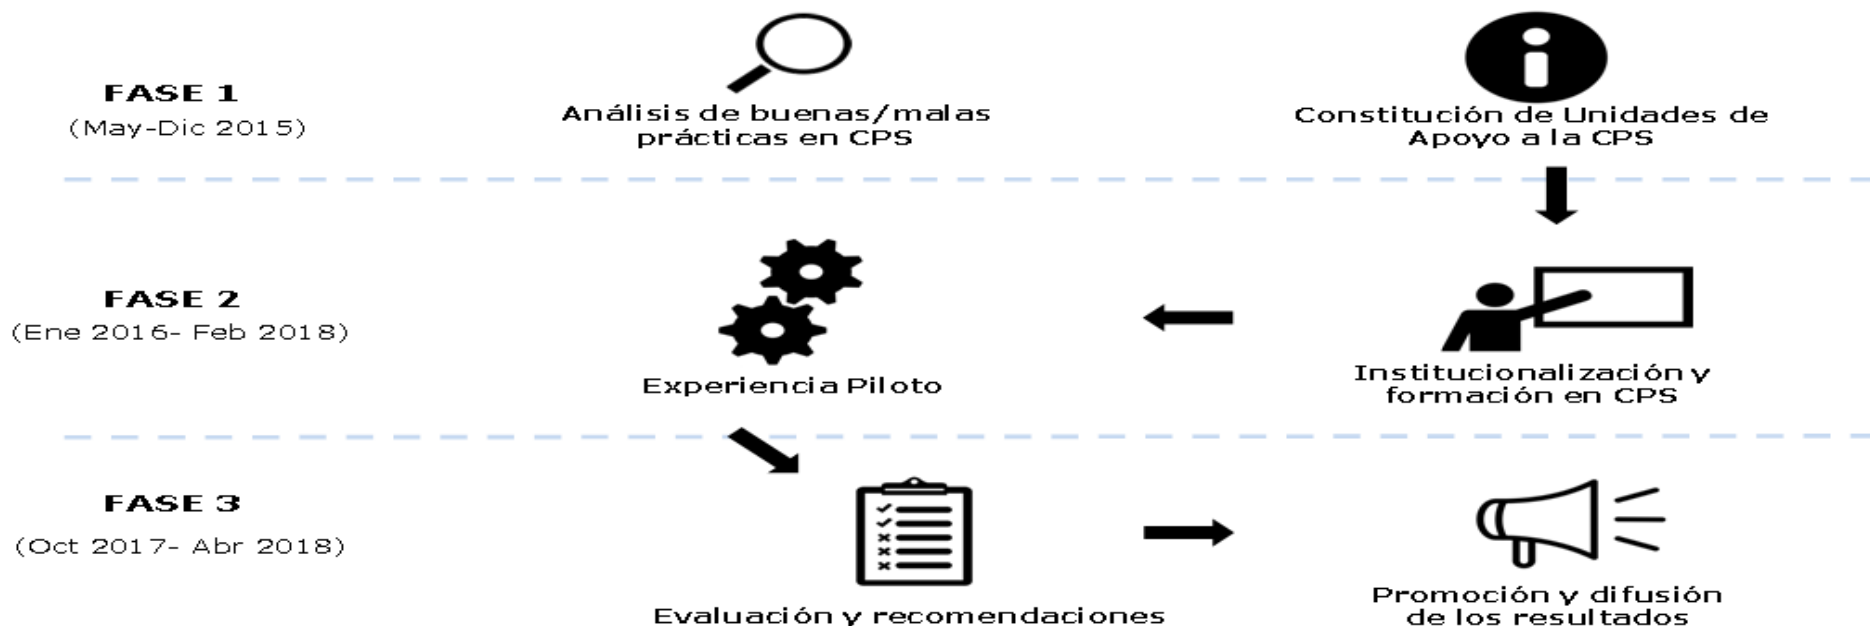 FASE 1
(May-Dic 2015)
Análisis de buenas/malas
prácticas en CPS
Constitución de Unidades de
Apoyo a la CPS
FASE 2
(Ene 2016- Feb 2018)
Experiencia Piloto
Institucionalización y
formación en CPS
FASE 3
(Oct 2017- Abr 2018)
Evaluación y recomendaciones
Promoción y difusión
de los resultados